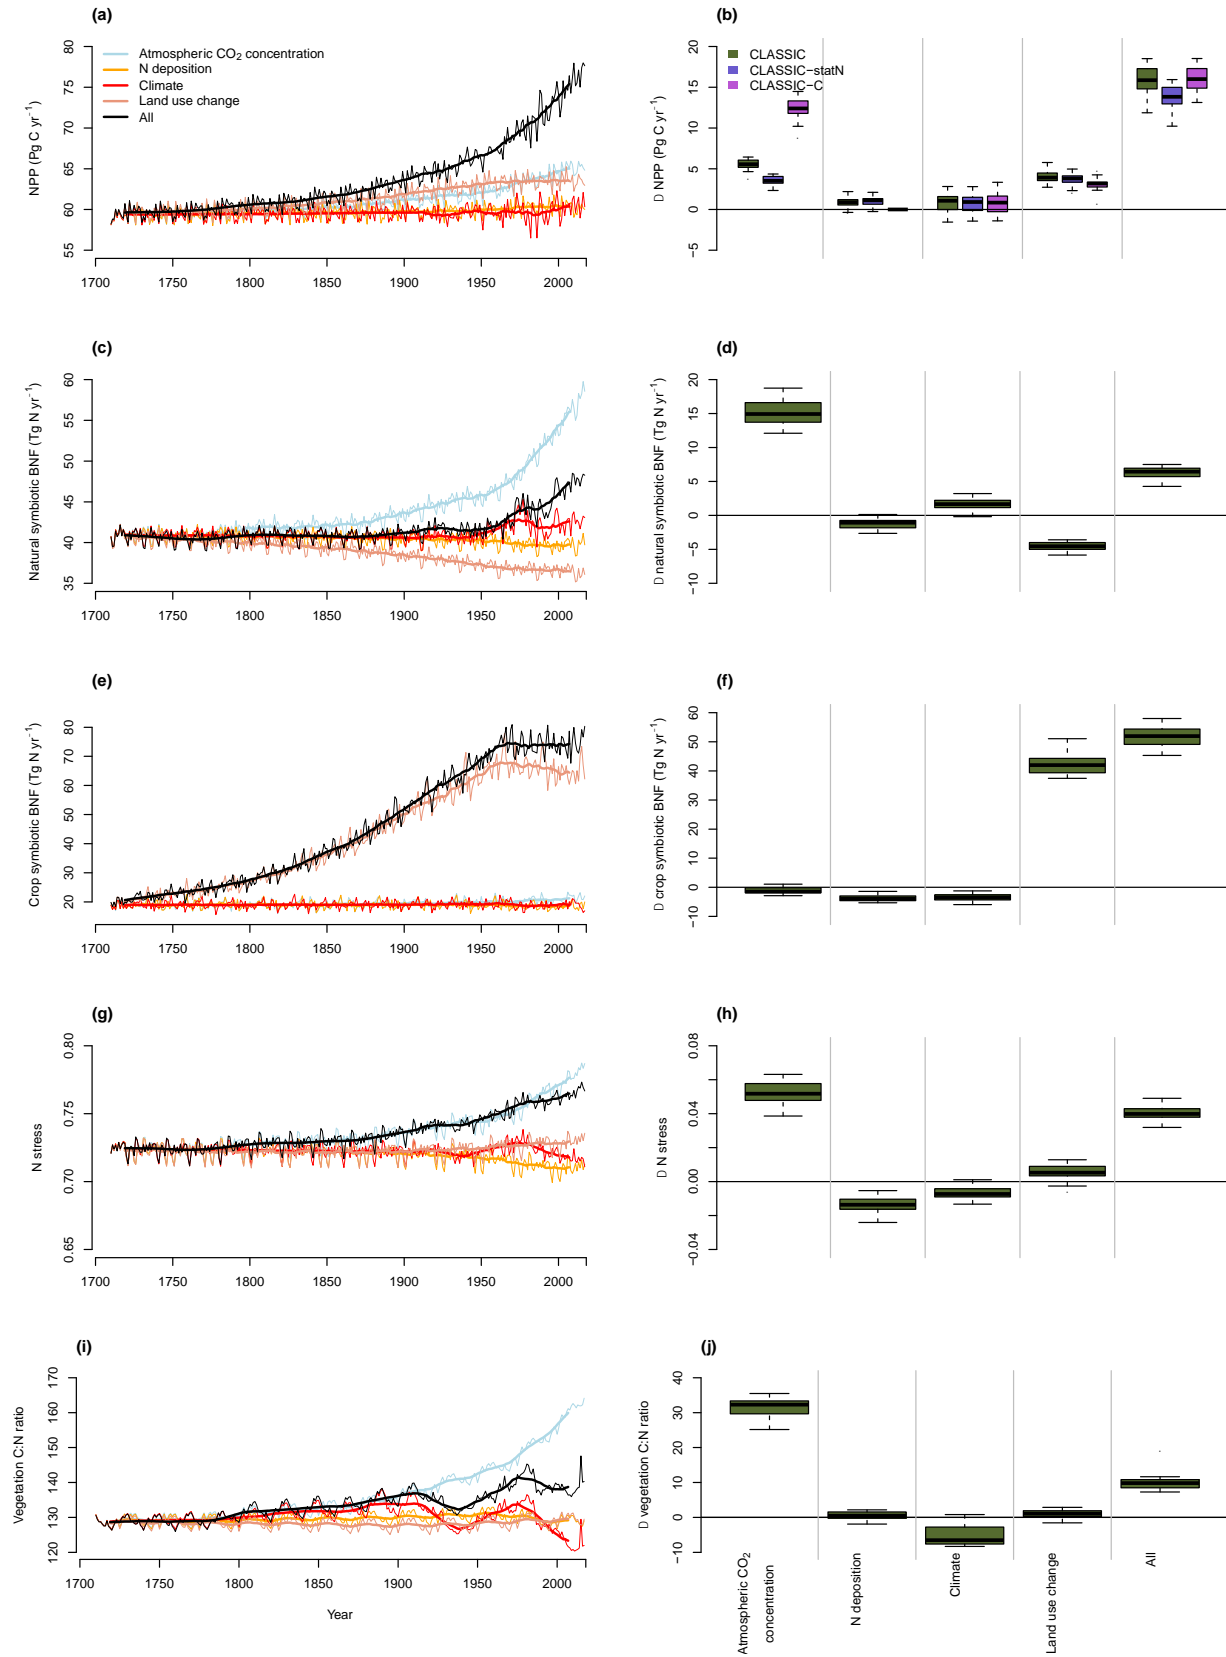 (a)
NPP (Pg C yr⁻¹)
55 60 65 70 75 80
Atmospheric CO₂ concentration
N deposition
Climate
Land use change
All
1700 1750 1800 1850 1900 1950 2000
(b)
D NPP (Pg C yr⁻¹)
−5 0 5 10 15 20
CLASSIC
CLASSIC−statN
CLASSIC−C
(c)
Natural symbiotic BNF (Tg N yr⁻¹)
35 40 45 50 55 60
1700 1750 1800 1850 1900 1950 2000
(d)
D natural symbiotic BNF (Tg N yr⁻¹)
−10 −5 0 5 10 15 20
(e)
Crop symbiotic BNF (Tg N yr⁻¹)
20 30 40 50 60 70 80
1700 1750 1800 1850 1900 1950 2000
(f)
D crop symbiotic BNF (Tg N yr⁻¹)
−10 0 10 20 30 40 50 60
(g)
N stress
0.65 0.70 0.75 0.80
1700 1750 1800 1850 1900 1950 2000
(h)
D N stress
−0.04 0.00 0.04 0.08
(i)
Vegetation C:N ratio
120 130 140 150 160 170
1700 1750 1800 1850 1900 1950 2000
Year
(j)
D vegetation C:N ratio
−10 0 10 20 30 40
Atmospheric CO₂
concentration
N deposition
Climate
Land use change
All